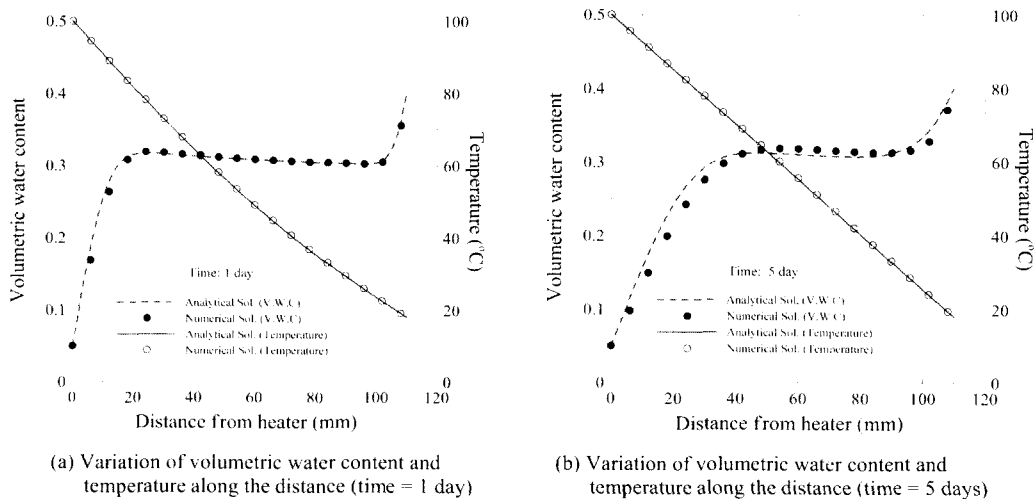 0.5
0.4
0.3
0.2
0.1
0
Volumetric water content
100
80
60
40
20
0
Temperature (°C)
Time: 1 day
Analytical Sol. (V.W.C)
Numerical Sol. (V.W.C)
Analytical Sol. (Temperature)
Numerical Sol. (Temperature)
0 20 40 60 80 100 120
Distance from heater (mm)
(a) Variation of volumetric water content and
temperature along the distance (time = 1 day)
0.5
0.4
0.3
0.2
0.1
0
Volumetric water content
100
80
60
40
20
0
Temperature (°C)
Time: 5 day
Analytical Sol. (V.W.C)
Numerical Sol. (V.W.C)
Analytical Sol. (Temperature)
Numerical Sol. (Temperature)
0 20 40 60 80 100 120
Distance from heater (mm)
(b) Variation of volumetric water content and
temperature along the distance (time = 5 days)